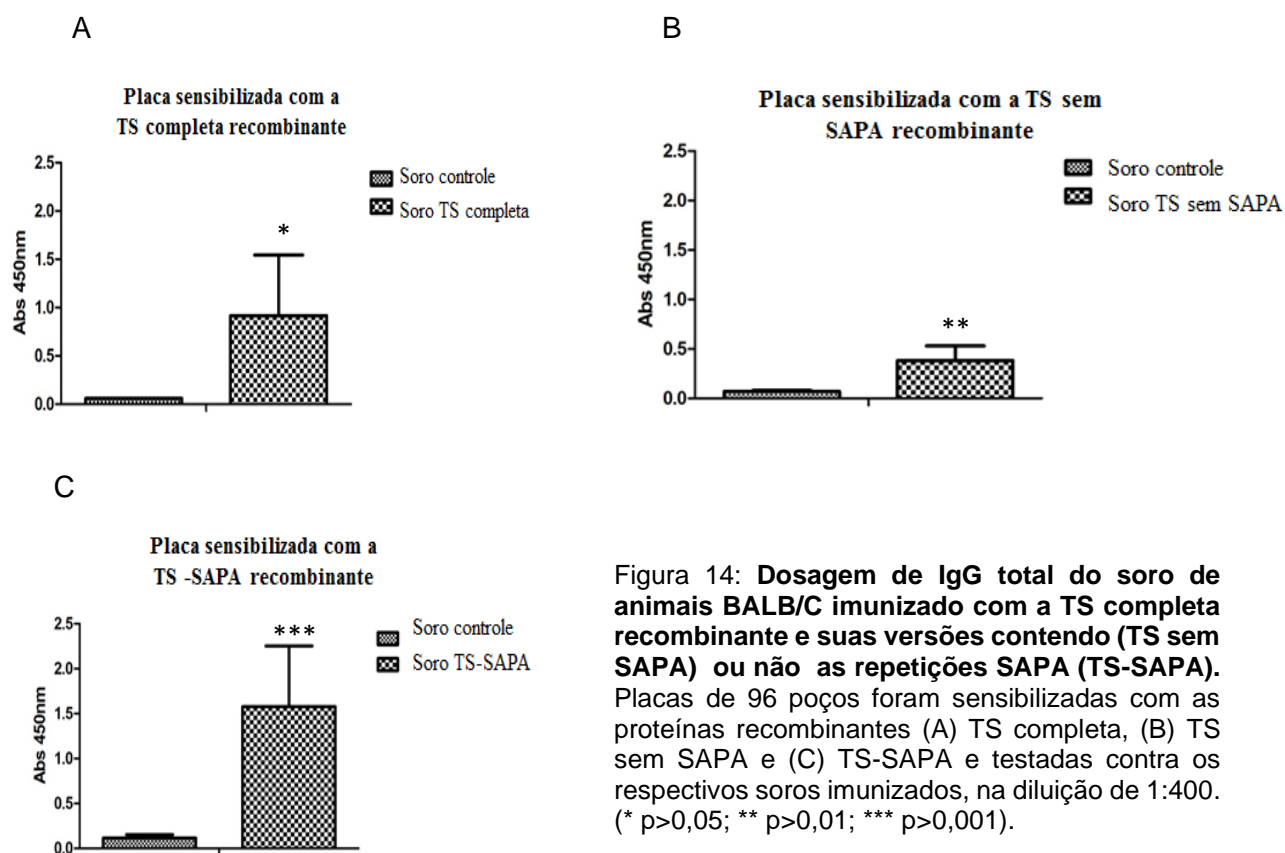 A
Placa sensibilizada com a
TS completa recombinante
2.5
2.0
1.5
1.0
0.5
0.0
Abs 450nm
*
Soro controle
Soro TS completa
B
Placa sensibilizada com a TS sem
SAPA recombinante
2.5
2.0
1.5
1.0
0.5
0.0
Abs 450nm
**
Soro controle
Soro TS sem SAPA
C
Placa sensibilizada com a
TS -SAPA recombinante
2.5
2.0
1.5
1.0
0.5
0.0
Abs 450nm
***
Soro controle
Soro TS-SAPA
Figura 14: Dosagem de IgG total do soro de
animais BALB/C imunizado com a TS completa
recombinante e suas versões contendo (TS sem
SAPA) ou não as repetições SAPA (TS-SAPA).
Placas de 96 poços foram sensibilizadas com as
proteínas recombinantes (A) TS completa, (B) TS
sem SAPA e (C) TS-SAPA e testadas contra os
respectivos soros imunizados, na diluição de 1:400.
(* p>0,05; ** p>0,01; *** p>0,001).